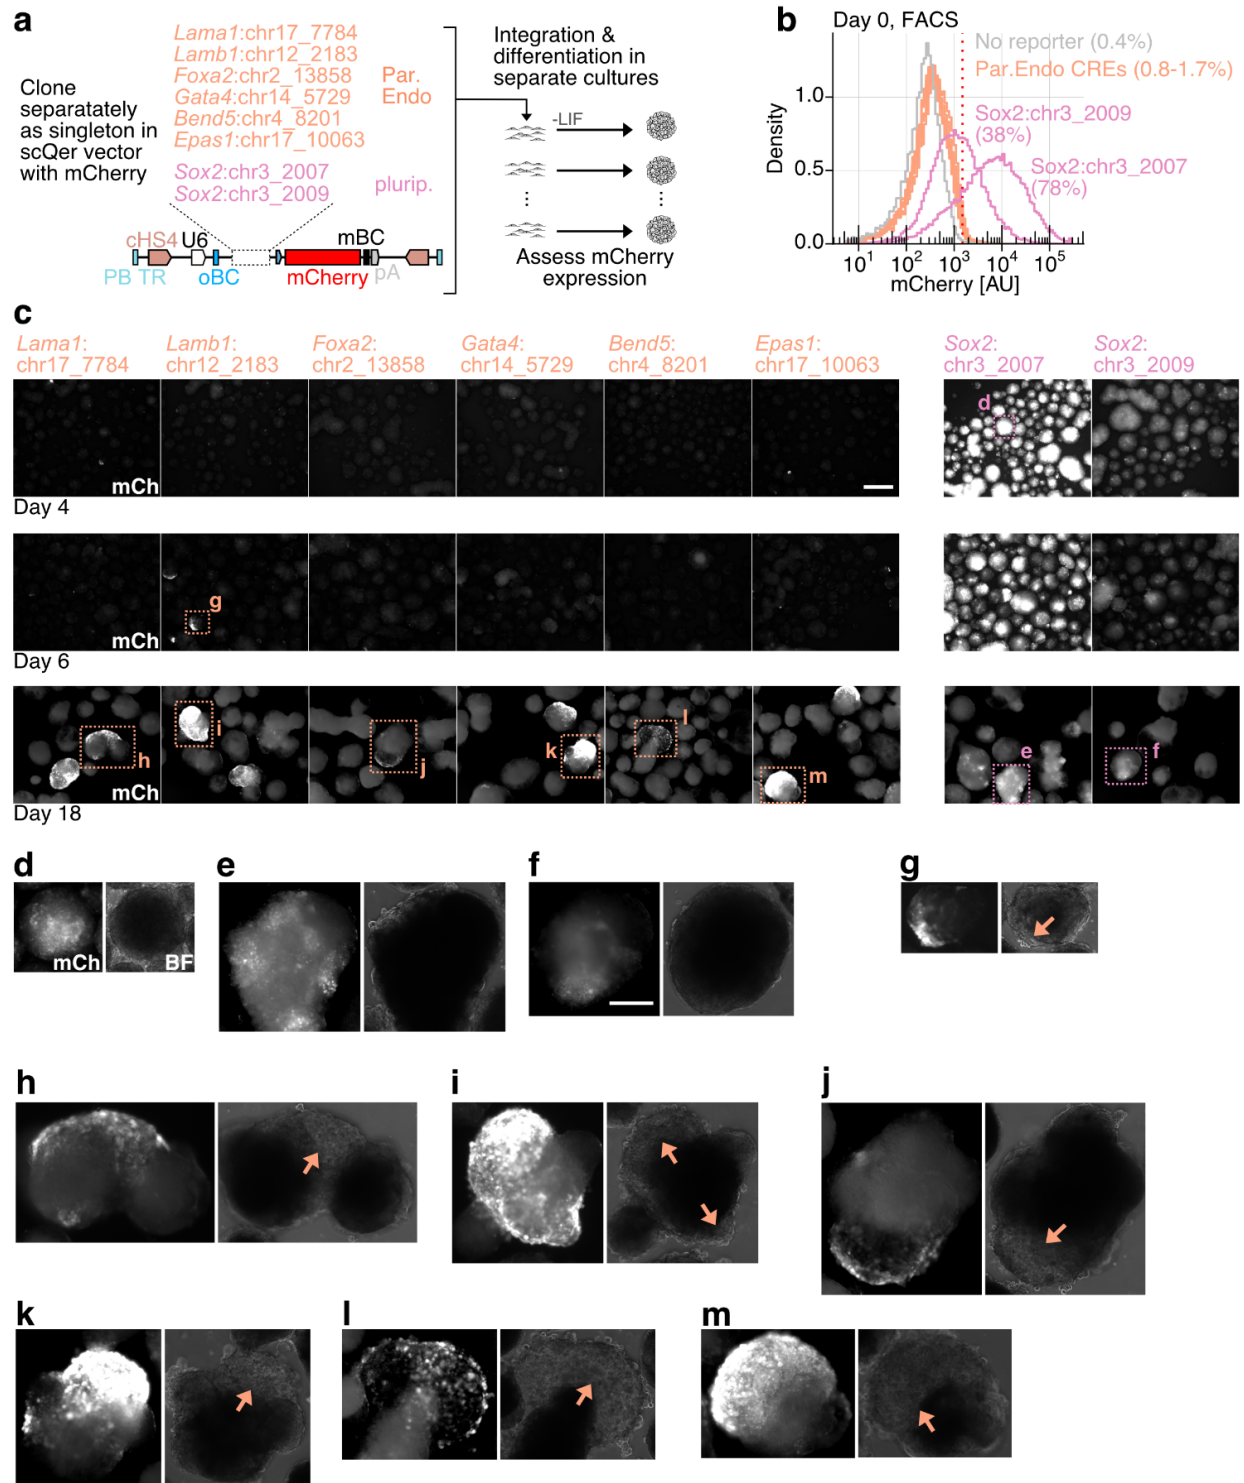 a
Clone
separatately
as singleton in
scQer vector
with mCherry
Lama1:chr17_7784
Lamb1:chr12_2183
Foxa2:chr2_13858
Gata4:chr14_5729
Bend5:chr4_8201
Epas1:chr17_10063
Par.
Endo
Sox2:chr3_2007
Sox2:chr3_2009
plurip.
cHS4
U6
mBC
PB TR
oBC
mCherry
pA
Integration &
differentiation in
separate cultures
-LIF
Assess mCherry
expression
b
Day 0, FACS
No reporter (0.4%)
Par.Endo CREs (0.8-1.7%)
Sox2:chr3_2009
(38%)
Sox2:chr3_2007
(78%)
Density
1.0
0.5
0.0
10¹ 10² 10³ 10⁴ 10⁵
mCherry [AU]
c
Lama1:
chr17_7784
Lamb1:
chr12_2183
Foxa2:
chr2_13858
Gata4:
chr14_5729
Bend5:
chr4_8201
Epas1:
chr17_10063
Sox2:
chr3_2007
Sox2:
chr3_2009
d
mCh
Day 4
g
mCh
Day 6
h
i
j
k
l
m
e
f
mCh
Day 18
d
mCh
BF
e
f
g
h
i
j
k
l
m